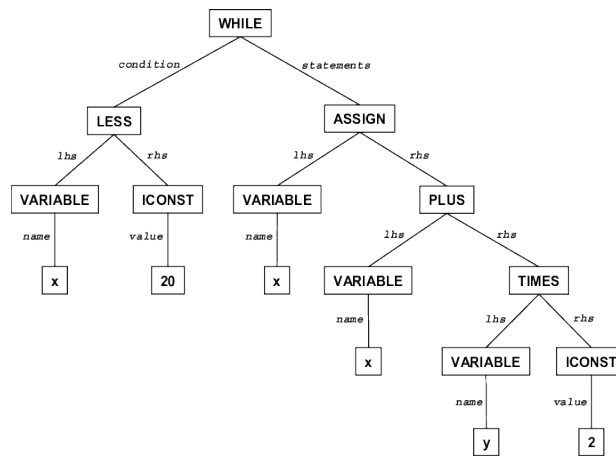 WHILE
condition statements
LESS ASSIGN
lhs rhs lhs rhs
VARIABLE ICONST VARIABLE PLUS
name value name lhs rhs
x 20 x VARIABLE TIMES
name lhs rhs
x VARIABLE ICONST
name value
y 2